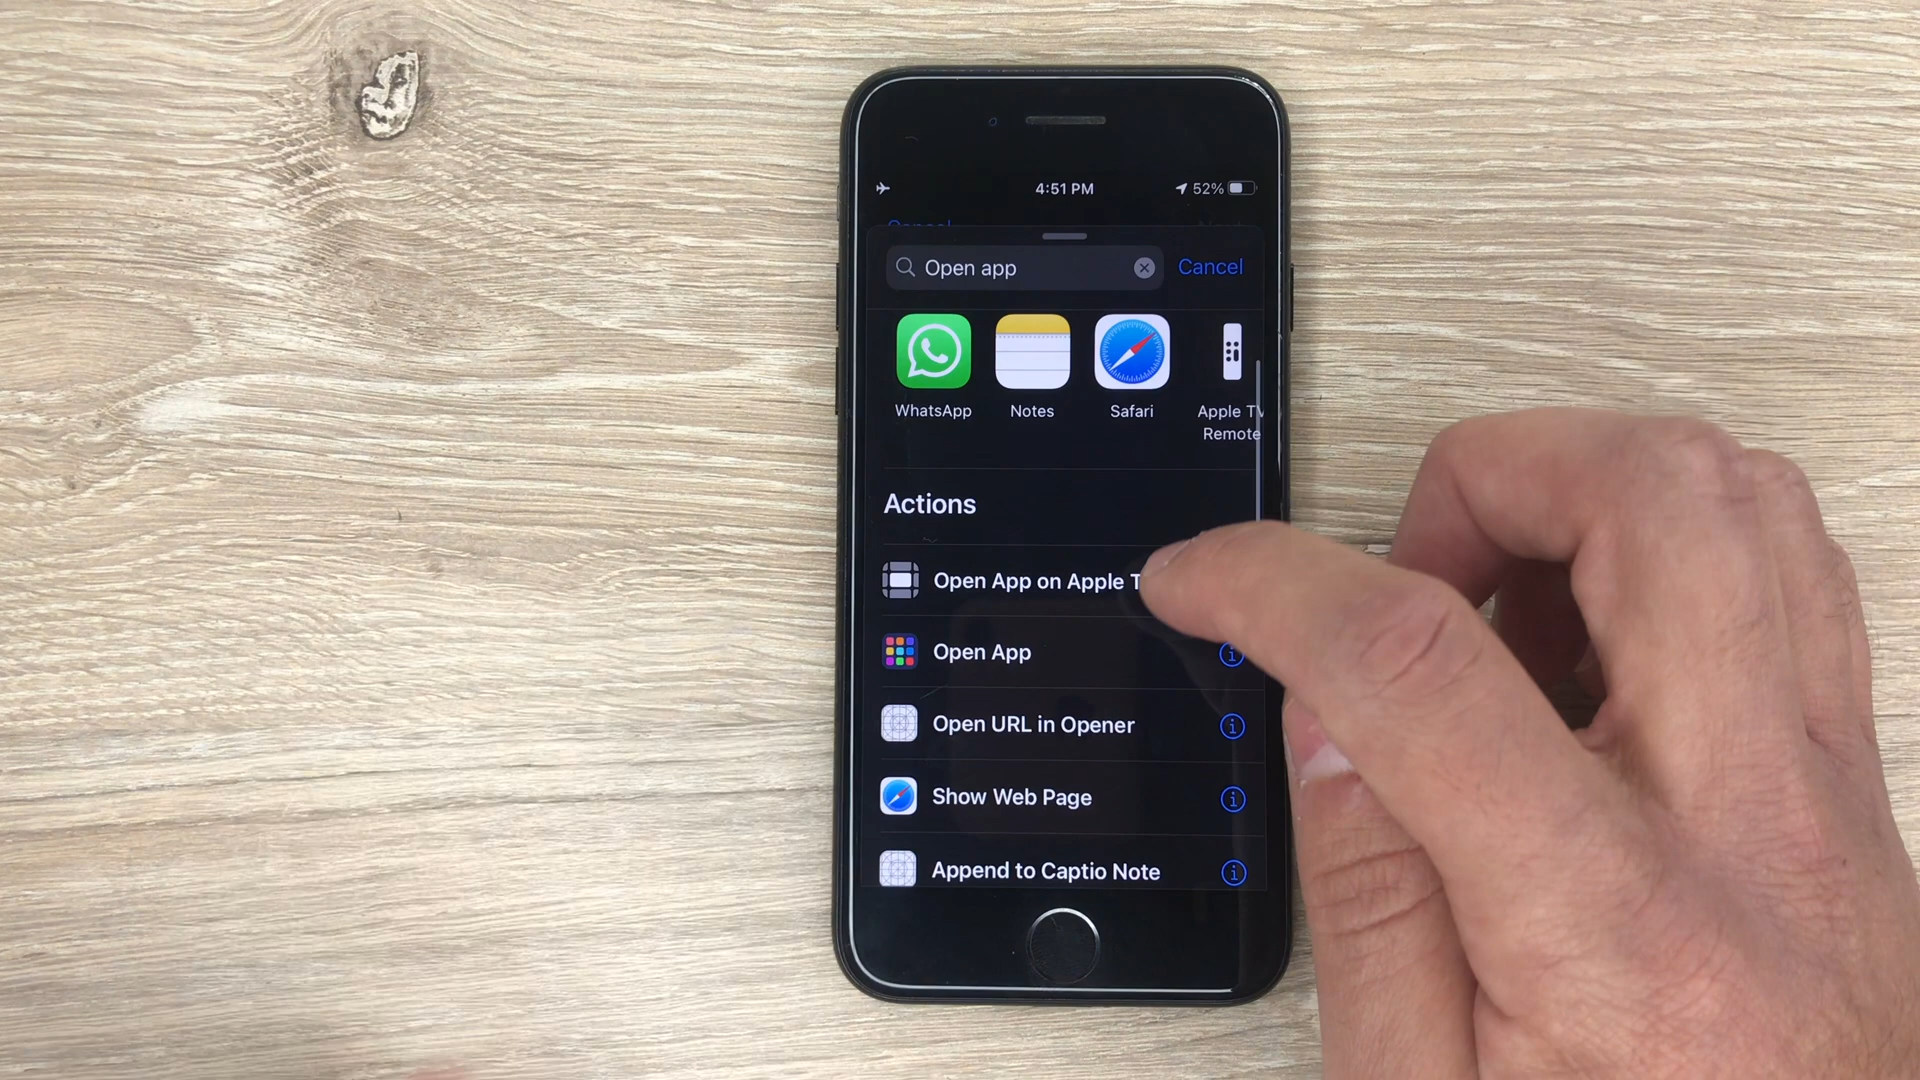 4:51 PM
52%
Cancel
Open app
Cancel
WhatsApp
Notes
Safari
Apple TV
Remote
Actions
Open App on Apple T
Open App
Open URL in Opener
Show Web Page
Append to Captio Note